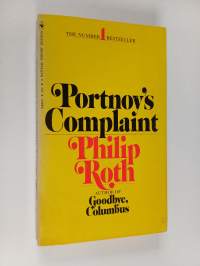 THE NUMBER 1 BESTSELLER
Portnoy's
Complaint
Philip
Roth
AUTHOR OF
Goodbye,
Columbus